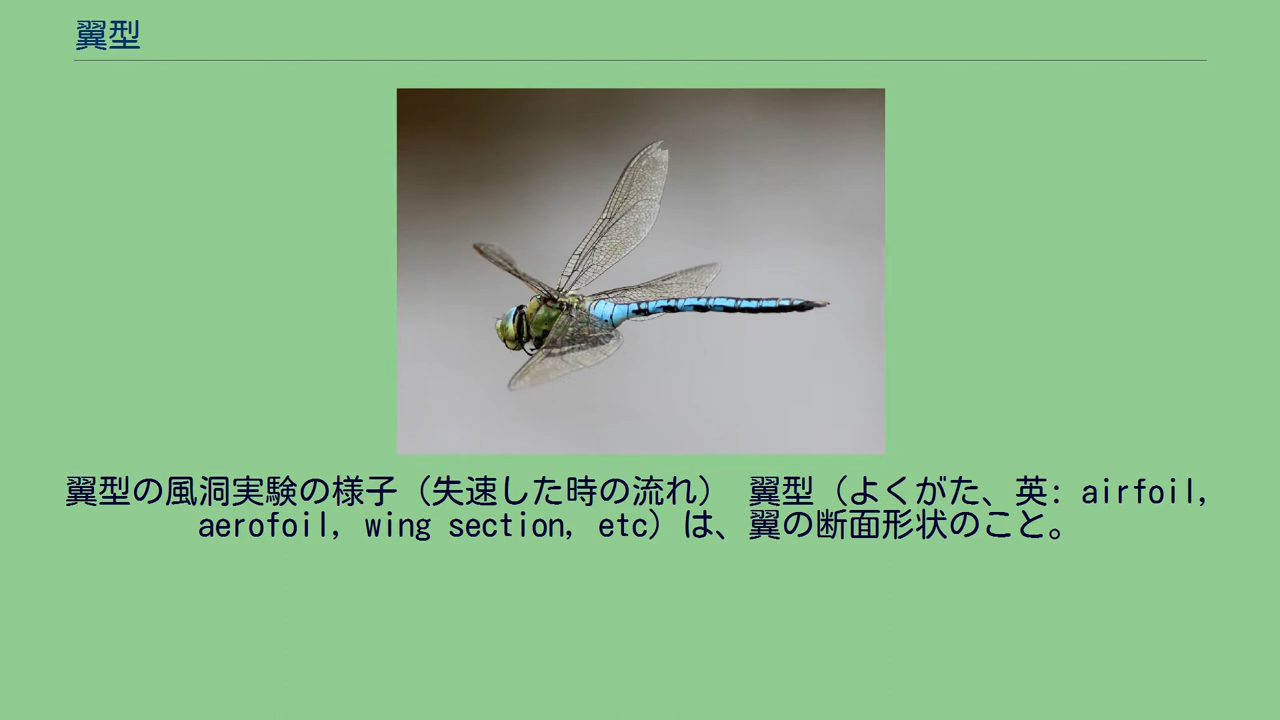 翼型
翼型の風洞実験の様子（失速した時の流れ） 翼型（よくがた、英: airfoil,
aerofoil, wing section, etc）は、翼の断面形状のこと。